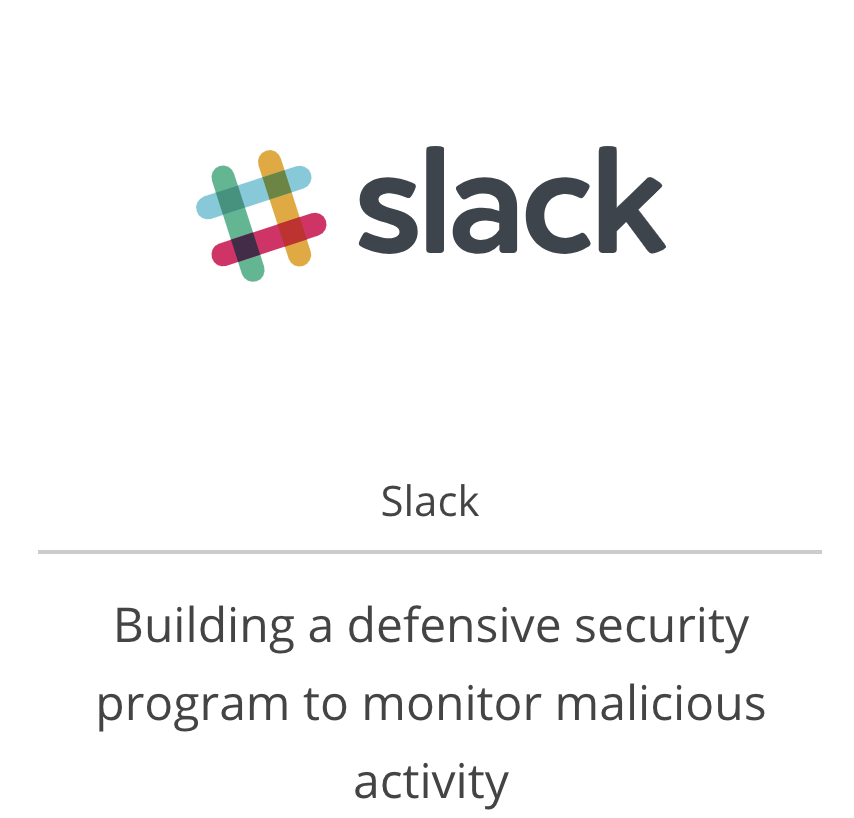 slack
Slack
Building a defensive security
program to monitor malicious
activity